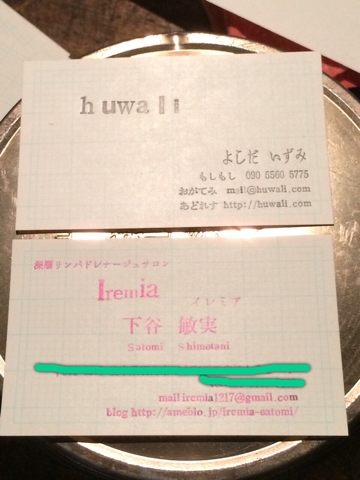 huwali
よしだ いずみ
もしもし 090 5560 5775
おがてみ mail@huwali.com
あどれす http://huwali.com
深層リンパドレナージュサロン
Iremia
イレミア
下谷 敏実
Satomi Shimotani
mail iremia1217@gmail.com
blog http://ameblo.jp/iremia-satomi/